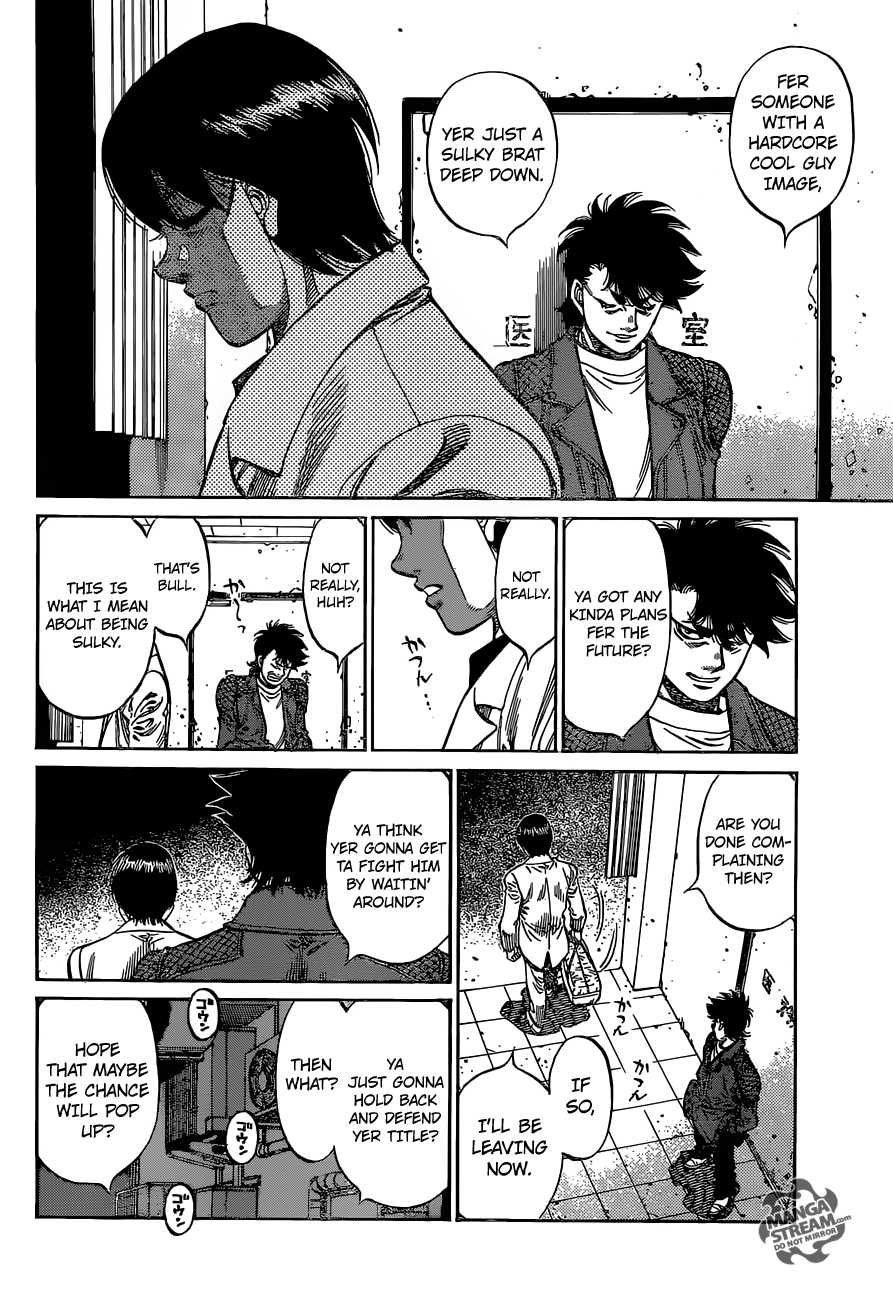 FER
SOMEONE
WITH A
HARDCORE
COOL GUY
IMAGE,
YER JUST A
SULKY BRAT
DEEP DOWN.
医 室
YA GOT ANY
KINDA PLANS
FER THE
FUTURE?
NOT
REALLY.
かつん…
NOT
REALLY,
HUH?
かーっ
THAT'S
BULL.
THIS IS
WHAT I MEAN
ABOUT BEING
SULKY.
ARE YOU
DONE COM-
PLAINING
THEN?
かつん
IF
SO,
I'LL BE
LEAVING
NOW.
YA THINK
YER GONNA GET
TA FIGHT HIM
BY WAITIN'
AROUND?
YA
JUST GONNA
HOLD BACK
AND DEFEND
YER TITLE?
THEN
WHAT?
ゴウン
ゴウン
ゴウン
HOPE
THAT MAYBE
THE CHANCE
WILL POP
UP?
MANGA
STREAM.com
DO NOT MIRROR